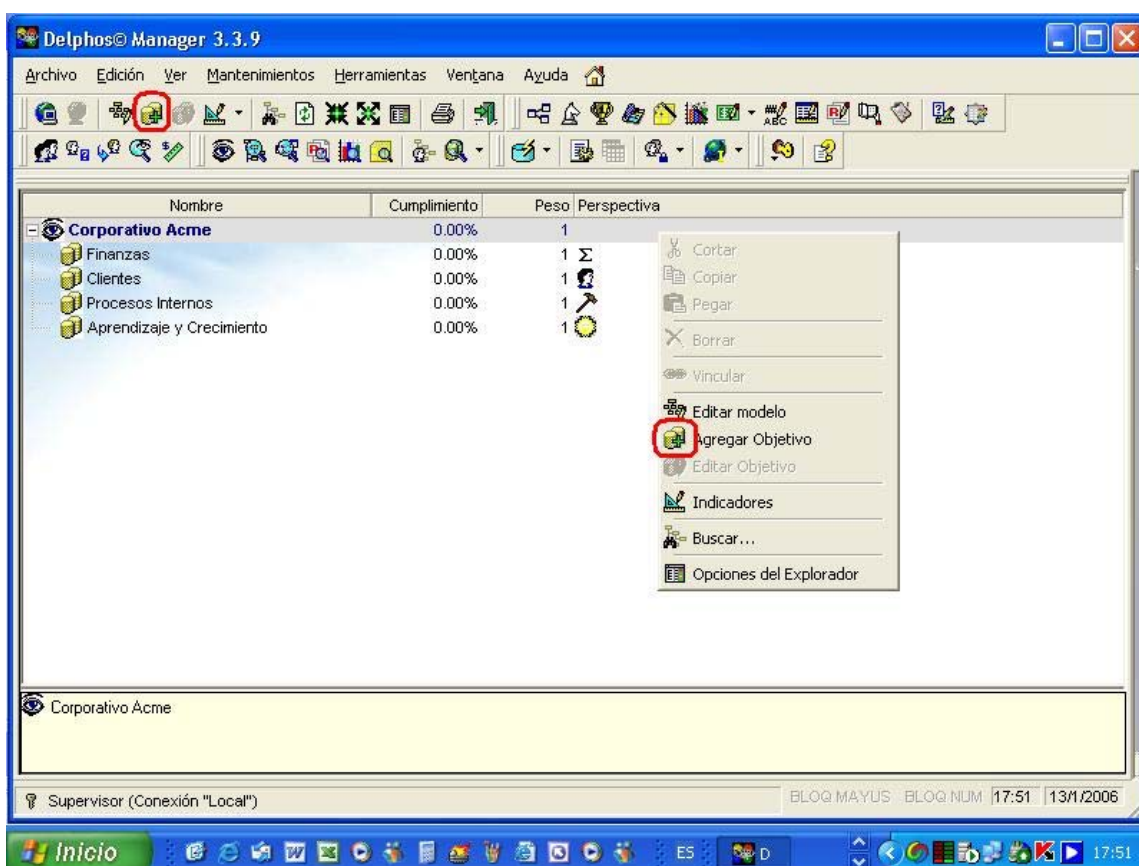 Delphos© Manager 3.3.9
Archivo Edición Ver Mantenimientos Herramientas Ventana Ayuda
Nombre Cumplimiento Peso Perspectiva
Corporativo Acme 0.00% 1
Finanzas 0.00% 1
Clientes 0.00% 1
Procesos Internos 0.00% 1
Aprendizaje y Crecimiento 0.00% 1
Cortar
Copiar
Pegar
Borrar
Vincular
Editar modelo
Agregar Objetivo
Editar Objetivo
Indicadores
Buscar...
Opciones del Explorador
Corporativo Acme
Supervisor (Conexión "Local") BLOQ MAYUS BLOQ NUM 17:51 13/1/2006
Inicio ES D 17:51